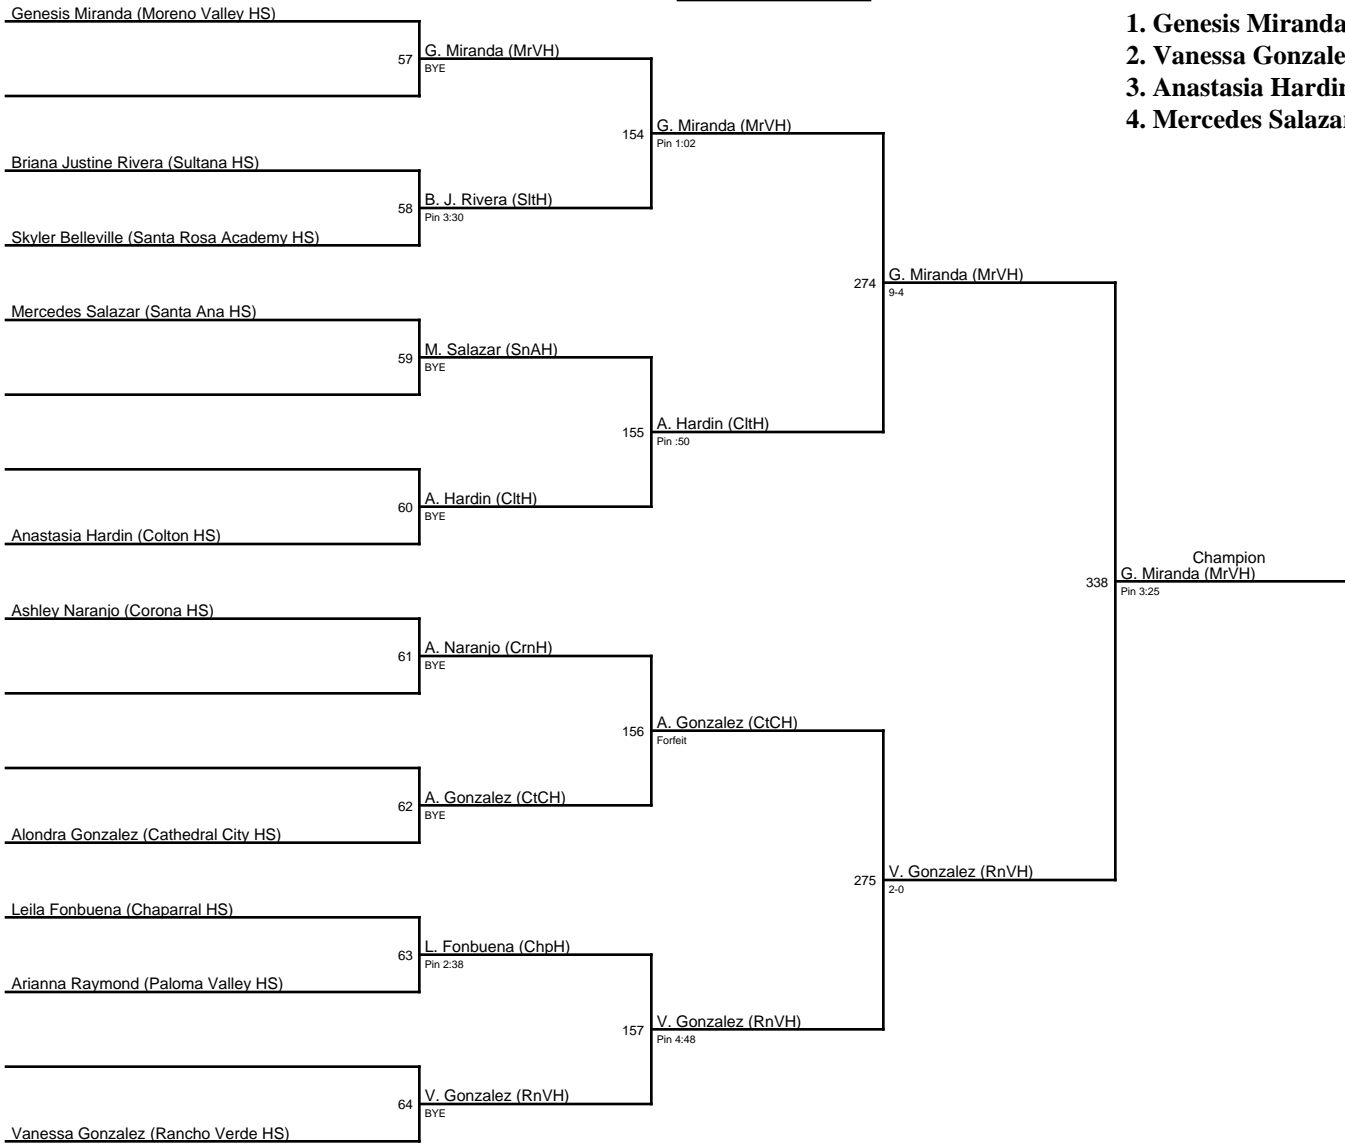 Genesis Miranda (Moreno Valley HS)
57
G. Miranda (MrVH)
BYE
154
G. Miranda (MrVH)
Pin 1:02
Briana Justine Rivera (Sultana HS)
58
B. J. Rivera (SltH)
Pin 3:30
Skyler Belleville (Santa Rosa Academy HS)
274
G. Miranda (MrVH)
9-4
Mercedes Salazar (Santa Ana HS)
59
M. Salazar (SnAH)
BYE
155
A. Hardin (CltH)
Pin :50
60
A. Hardin (CltH)
BYE
Anastasia Hardin (Colton HS)
Champion
338
G. Miranda (MrVH)
Pin 3:25
Ashley Naranjo (Corona HS)
61
A. Naranjo (CrnH)
BYE
156
A. Gonzalez (CtCH)
Forfeit
62
A. Gonzalez (CtCH)
BYE
Alondra Gonzalez (Cathedral City HS)
275
V. Gonzalez (RnVH)
2-0
Leila Fonbuena (Chaparral HS)
63
L. Fonbuena (ChpH)
Pin 2:38
Arianna Raymond (Paloma Valley HS)
157
V. Gonzalez (RnVH)
Pin 4:48
64
V. Gonzalez (RnVH)
BYE
Vanessa Gonzalez (Rancho Verde HS)
1. Genesis Miranda
2. Vanessa Gonzale
3. Anastasia Hardin
4. Mercedes Salazar